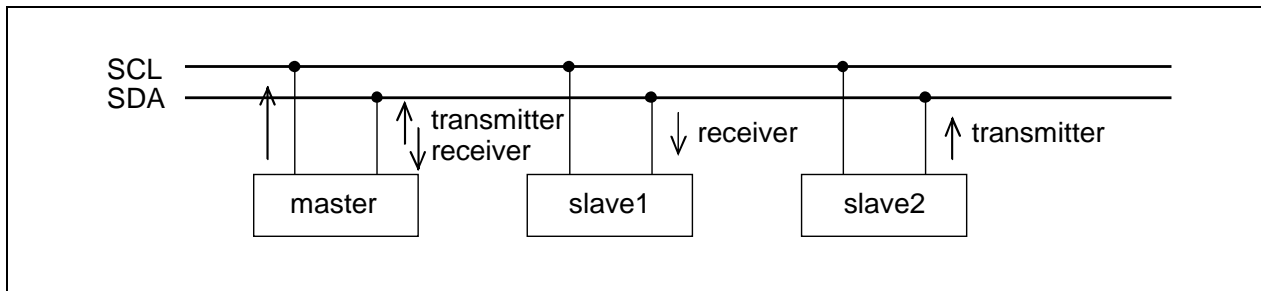 SCL
SDA
transmitter
receiver
receiver
transmitter
master
slave1
slave2